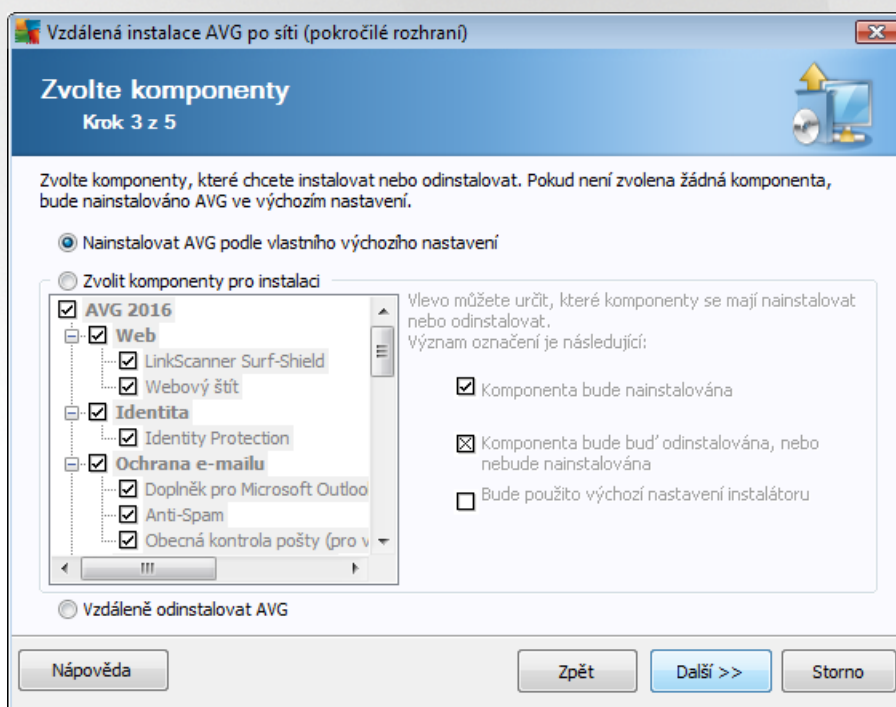 Vzdálená instalace AVG po síti (pokročilé rozhraní)
Zvolte komponenty
Krok 3 z 5
Zvolte komponenty, které chcete instalovat nebo odinstalovat. Pokud není zvolena žádná komponenta,
bude nainstalováno AVG ve výchozím nastavení.
Nainstalovat AVG podle vlastního výchozího nastavení
Zvolit komponenty pro instalaci
AVG 2016
Web
LinkScanner Surf-Shield
Webový štít
Identita
Identity Protection
Ochrana e-mailu
Doplněk pro Microsoft Outloo
Anti-Spam
Obecná kontrola pošty (pro v
Vlevo můžete určit, které komponenty se mají nainstalovat
nebo odinstalovat.
Význam označení je následující:
Komponenta bude nainstalována
Komponenta bude buď odinstalována, nebo
nebude nainstalována
Bude použito výchozí nastavení instalátoru
Vzdáleně odinstalovat AVG
Nápověda
Zpět
Další >>
Storno